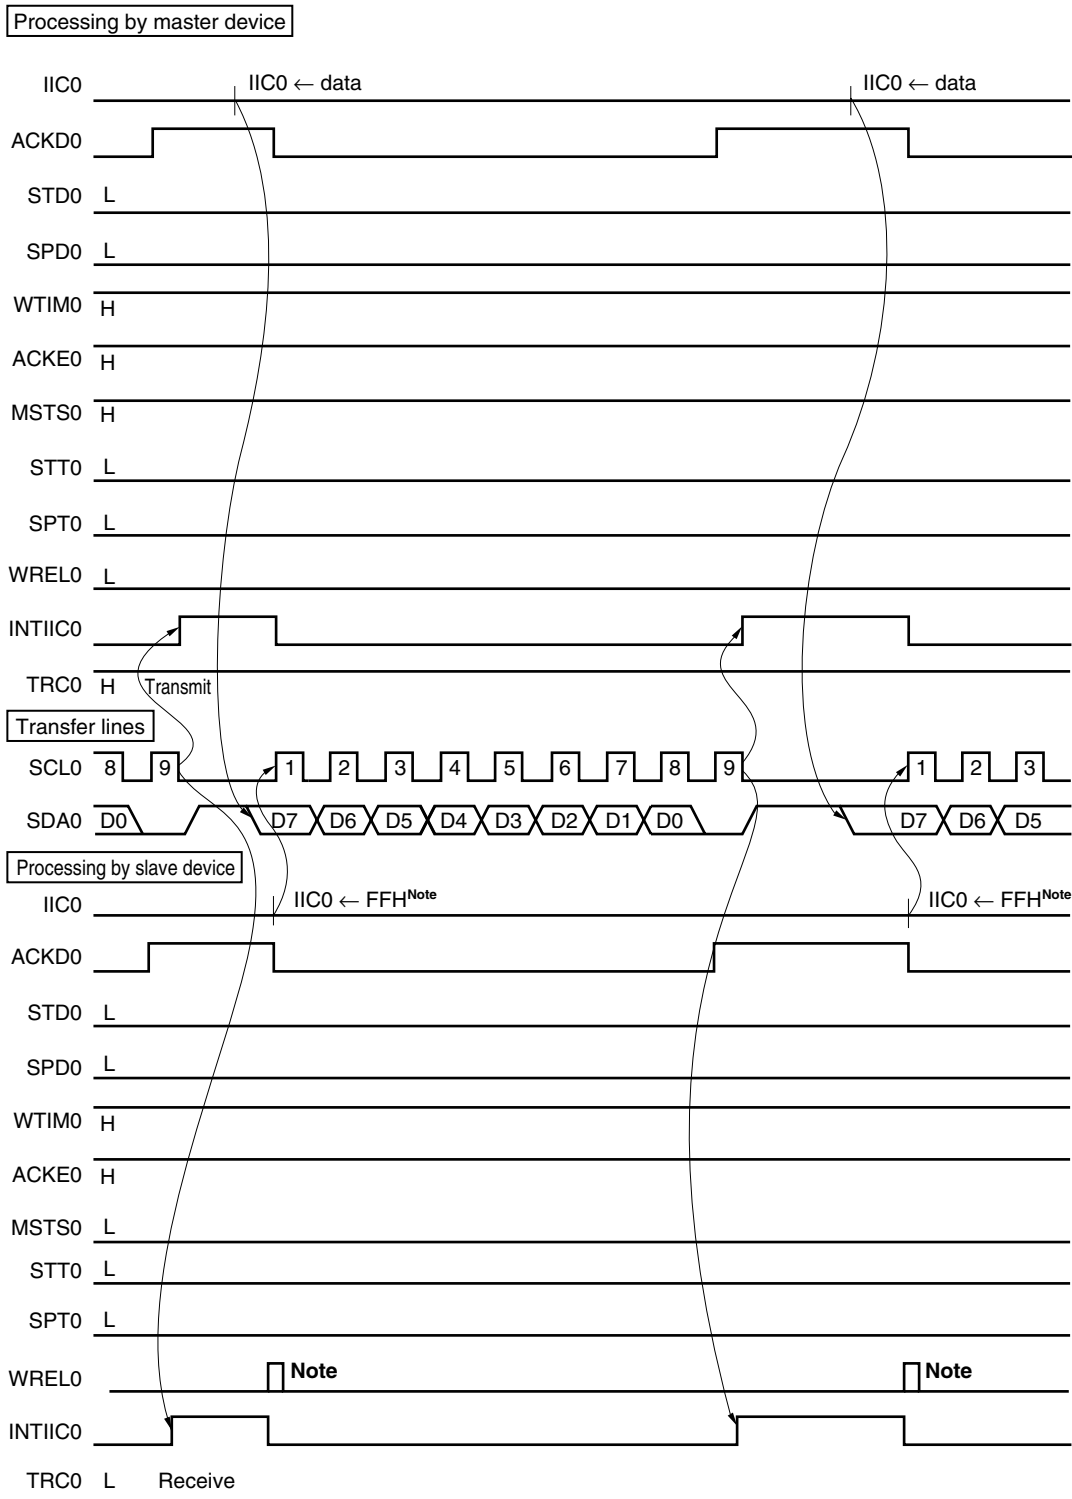 Processing by master device
IIC0 IIC0 ← data IIC0 ← data
ACKD0
STD0 L
SPD0 L
WTIM0 H
ACKE0 H
MSTS0 H
STT0 L
SPT0 L
WREL0 L
INTIIC0
TRC0 H Transmit
Transfer lines
SCL0 8 9 1 2 3 4 5 6 7 8 9 1 2 3
SDA0 D0 D7 D6 D5 D4 D3 D2 D1 D0 D7 D6 D5
Processing by slave device
IIC0 IIC0 ← FFHNote IIC0 ← FFHNote
ACKD0
STD0 L
SPD0 L
WTIM0 H
ACKE0 H
MSTS0 L
STT0 L
SPT0 L
WREL0 Note Note
INTIIC0
TRC0 L Receive